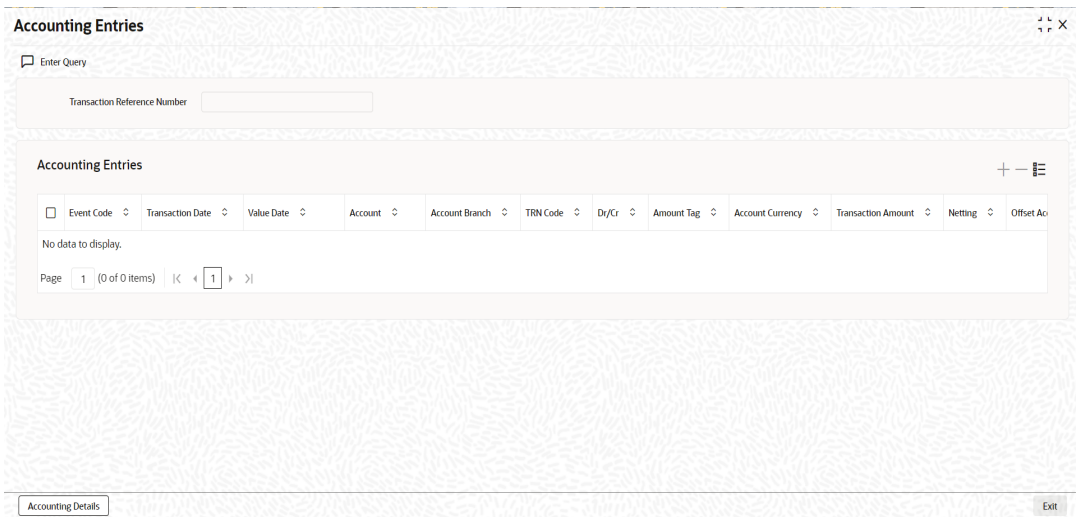 Accounting Entries
Enter Query
Transaction Reference Number
Accounting Entries
Event Code Transaction Date Value Date Account Account Branch TRN Code Dr/Cr Amount Tag Account Currency Transaction Amount Netting Offset Acc
No data to display.
Page 1 (0 of 0 items) 1
Accounting Details Exit